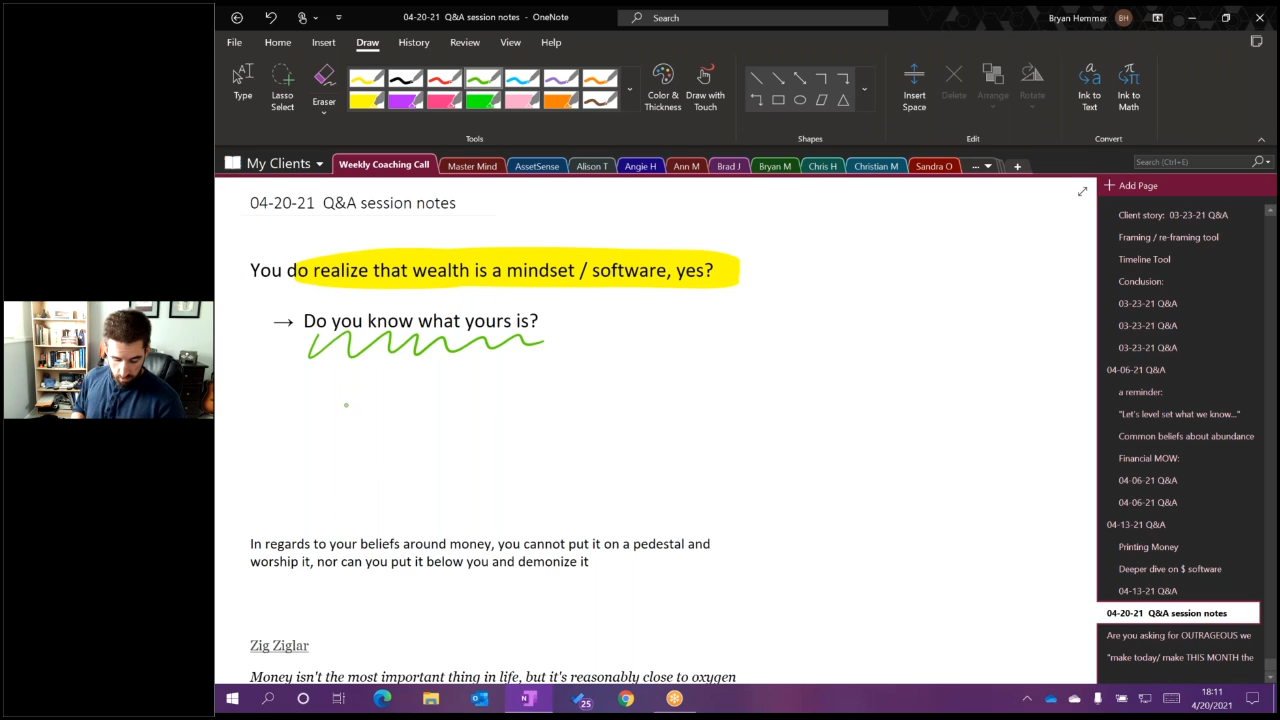 04-20-21 Q&A session notes - OneNote
Search
Bryan Hemmer
BH
File
Home
Insert
Draw
History
Review
View
Help
Type
Lasso Select
Eraser
Color & Thickness
Draw with Touch
Insert Space
Delete
Arrange
Rotate
Ink to Text
Ink to Math
Tools
Shapes
Edit
Convert
My Clients
Weekly Coaching Call
Master Mind
AssetSense
Alison T
Angie H
Ann M
Brad J
Bryan M
Chris H
Christian M
Sandra O
...
Search (Ctrl+E)
04-20-21 Q&A session notes
You do realize that wealth is a mindset / software, yes?
→ Do you know what yours is?
In regards to your beliefs around money, you cannot put it on a pedestal and
worship it, nor can you put it below you and demonize it
Zig Ziglar
Money isn't the most important thing in life, but it's reasonably close to oxygen
Add Page
Client story: 03-23-21 Q&A
Framing / re-framing tool
Timeline Tool
Conclusion:
03-23-21 Q&A
03-23-21 Q&A
03-23-21 Q&A
04-06-21 Q&A
a reminder:
"Let's level set what we know..."
Common beliefs about abundance
Financial MOW:
04-06-21 Q&A
04-06-21 Q&A
04-13-21 Q&A
Printing Money
Deeper dive on $ software
04-13-21 Q&A
04-20-21 Q&A session notes
Are you asking for OUTRAGEOUS we
"make today/ make THIS MONTH the
25
18:11
4/20/2021